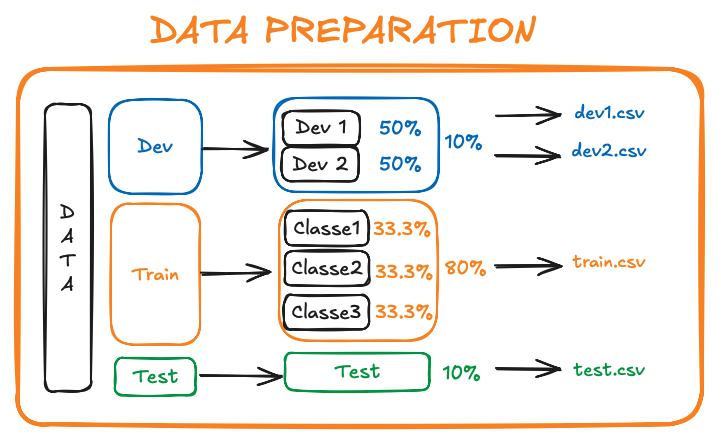 DATA PREPARATION
DATA
Dev
Dev 1 50%
Dev 2 50%
10%
dev1.csv
dev2.csv
Train
Classe1 33.3%
Classe2 33.3%
Classe3 33.3%
80%
train.csv
Test
Test
10%
test.csv